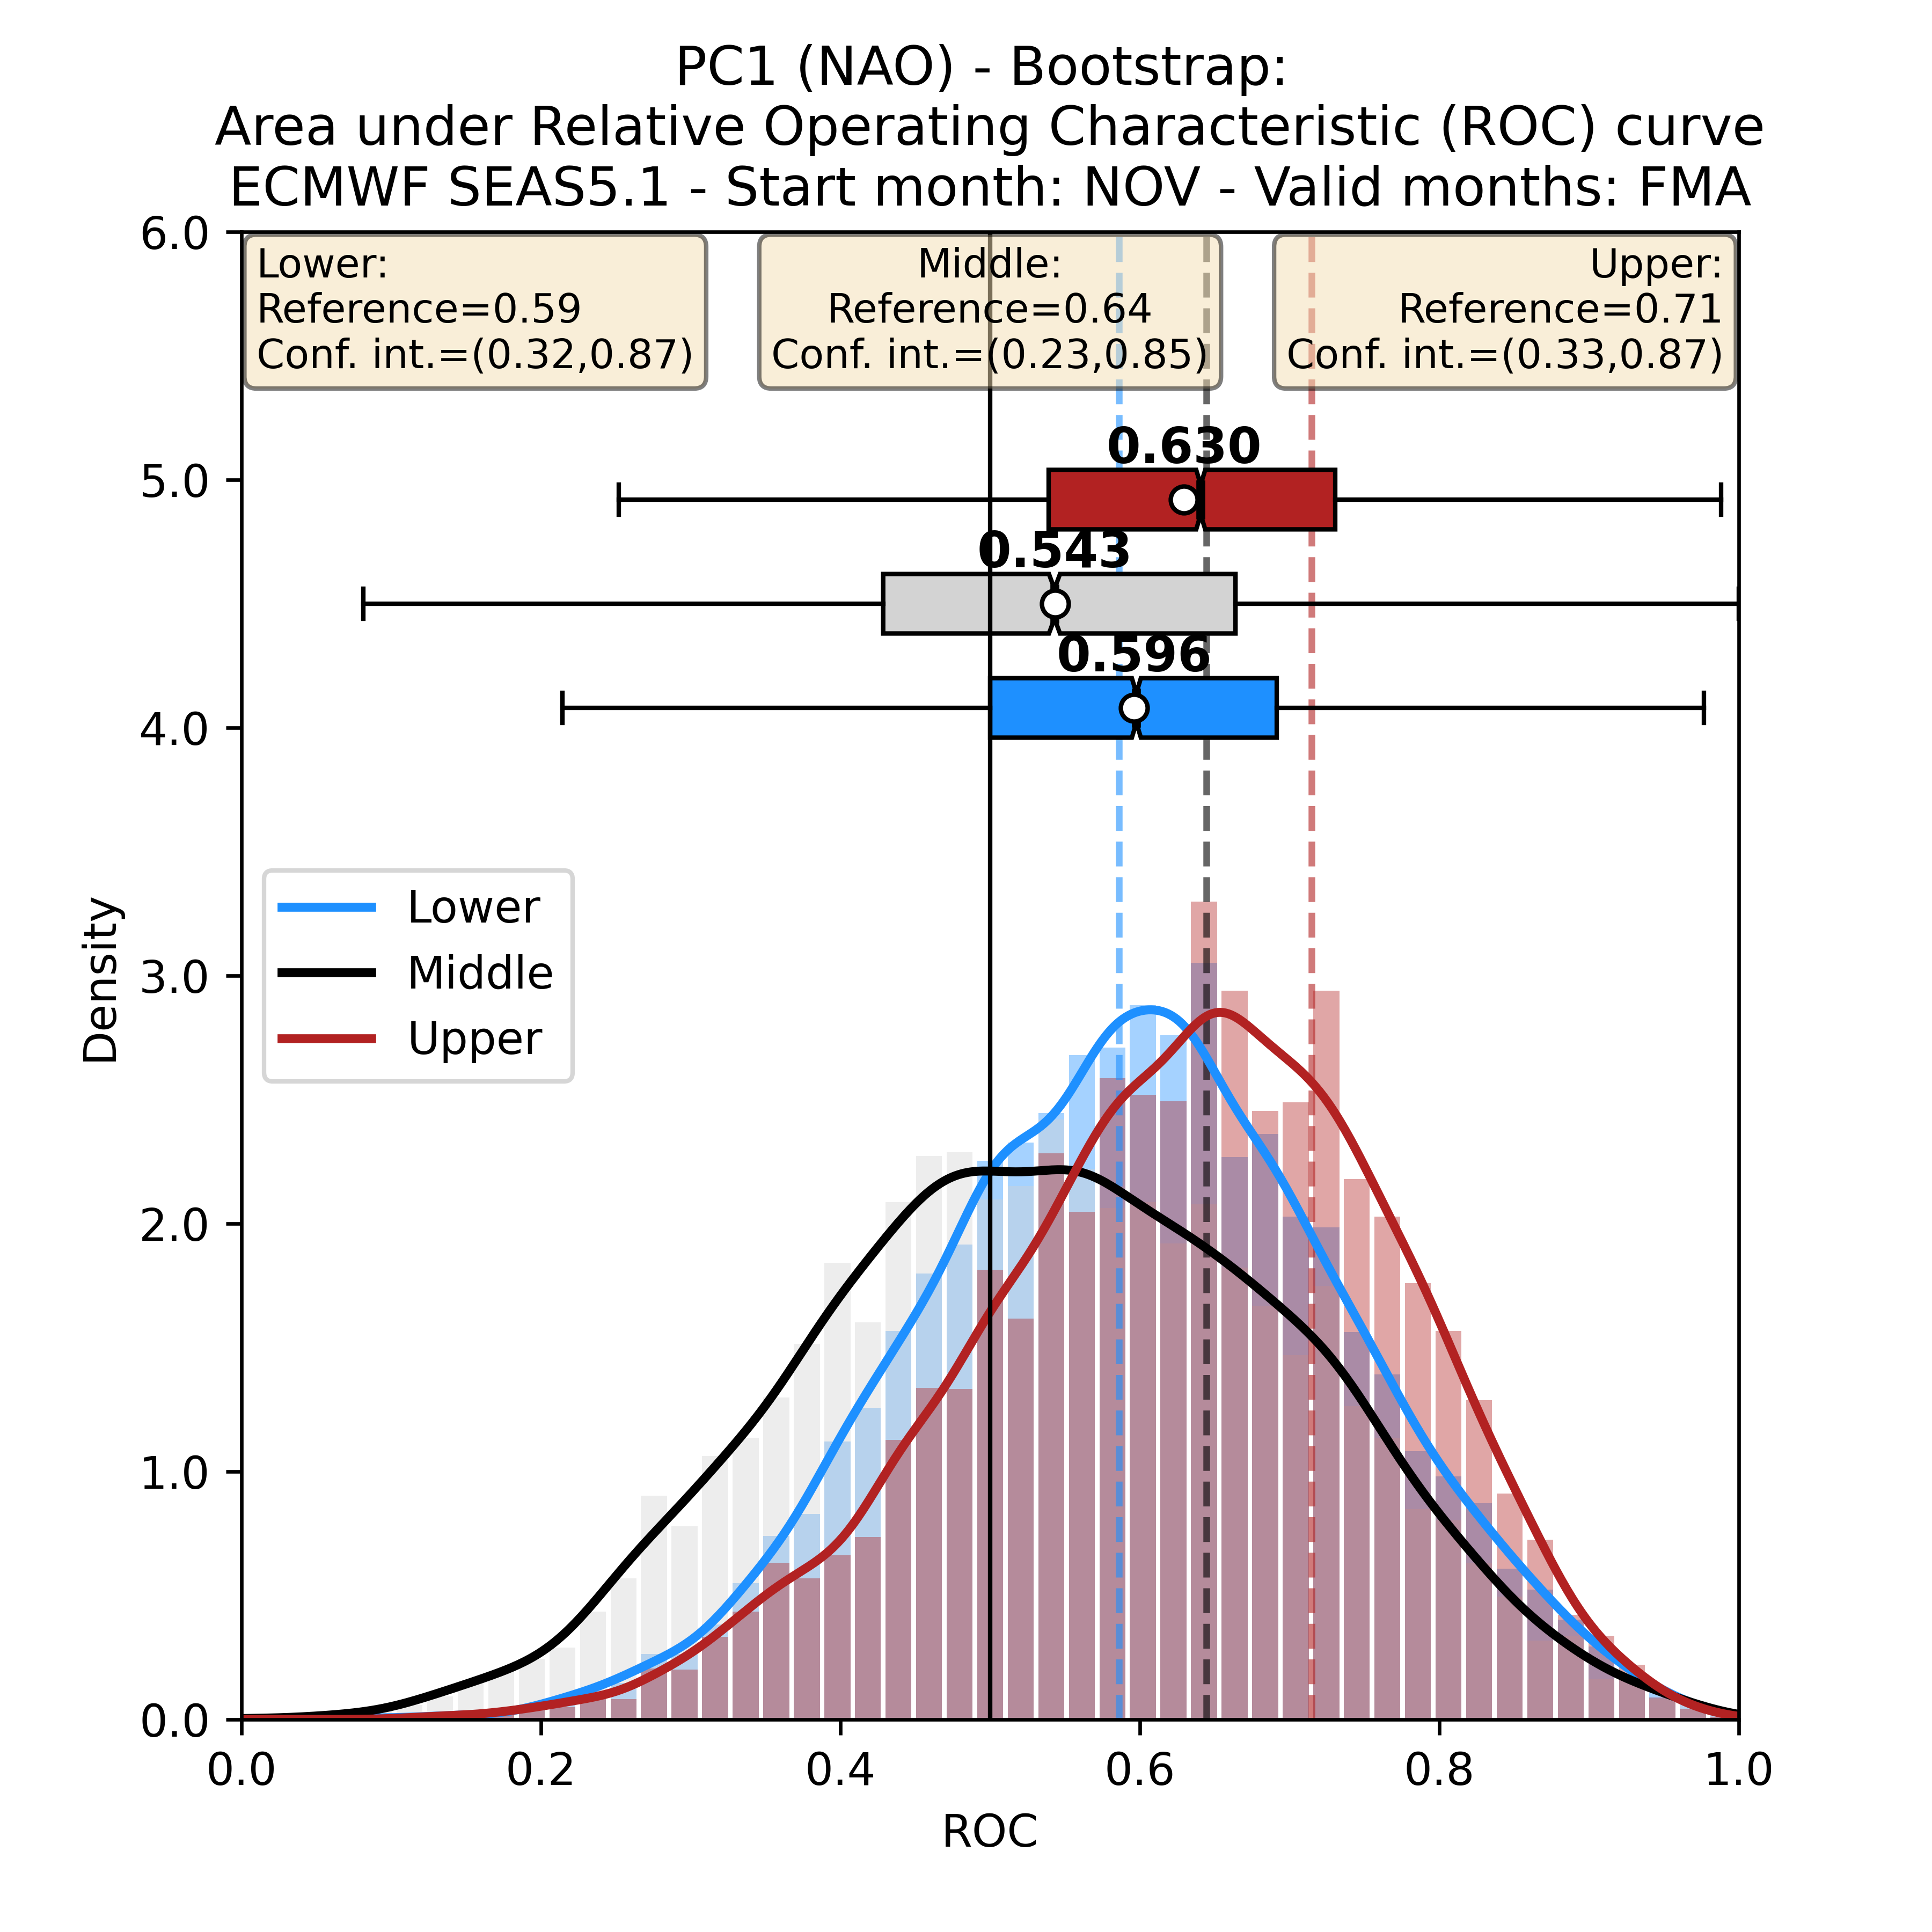 PC1 (NAO) - Bootstrap:
Area under Relative Operating Characteristic (ROC) curve
ECMWF SEAS5.1 - Start month: NOV - Valid months: FMA
Lower:
Reference=0.59
Conf. int.=(0.32,0.87)
Middle:
Reference=0.64
Conf. int.=(0.23,0.85)
Upper:
Reference=0.71
Conf. int.=(0.33,0.87)
0.630
0.543
0.596
Lower
Middle
Upper
Density
6.0
5.0
4.0
3.0
2.0
1.0
0.0
0.0 0.2 0.4 0.6 0.8 1.0
ROC